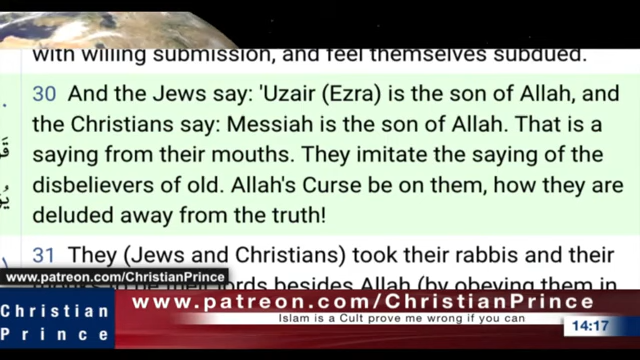 with willing submission, and feel themselves subdued.
30 And the Jews say: 'Uzair (Ezra) is the son of Allah, and
the Christians say: Messiah is the son of Allah. That is a
saying from their mouths. They imitate the saying of the
disbelievers of old. Allah's Curse be on them, how they are
deluded away from the truth!
31 They (Jews and Christians) took their rabbis and their
www.patreon.com/ChristianPrince
to be their lords besides Allah (by obeying them in
www.patreon.com/ChristianPrince
Christian
Prince
Islam is a Cult prove me wrong if you can
14:17